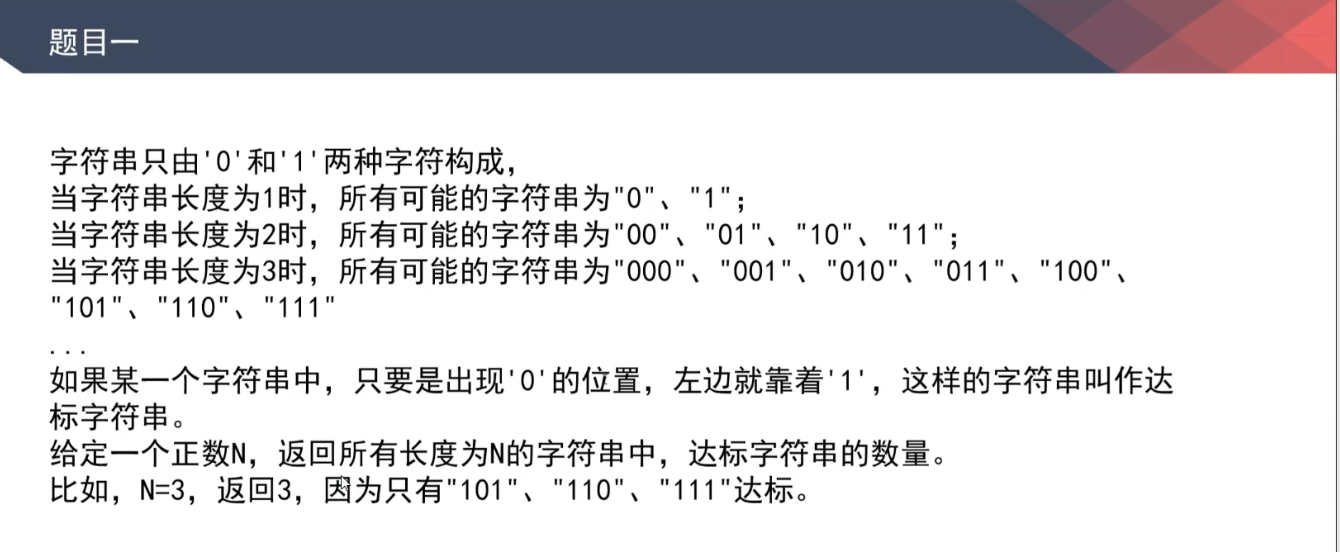 题目一
字符串只由'0'和'1'两种字符构成，
当字符串长度为1时，所有可能的字符串为"0"、"1"；
当字符串长度为2时，所有可能的字符串为"00"、"01"、"10"、"11"；
当字符串长度为3时，所有可能的字符串为"000"、"001"、"010"、"011"、"100"、
"101"、"110"、"111"
...
如果某一个字符串中，只要是出现'0'的位置，左边就靠着'1'，这样的字符串叫作达
标字符串。
给定一个正数N，返回所有长度为N的字符串中，达标字符串的数量。
比如，N=3，返回3，因为只有"101"、"110"、"111"达标。